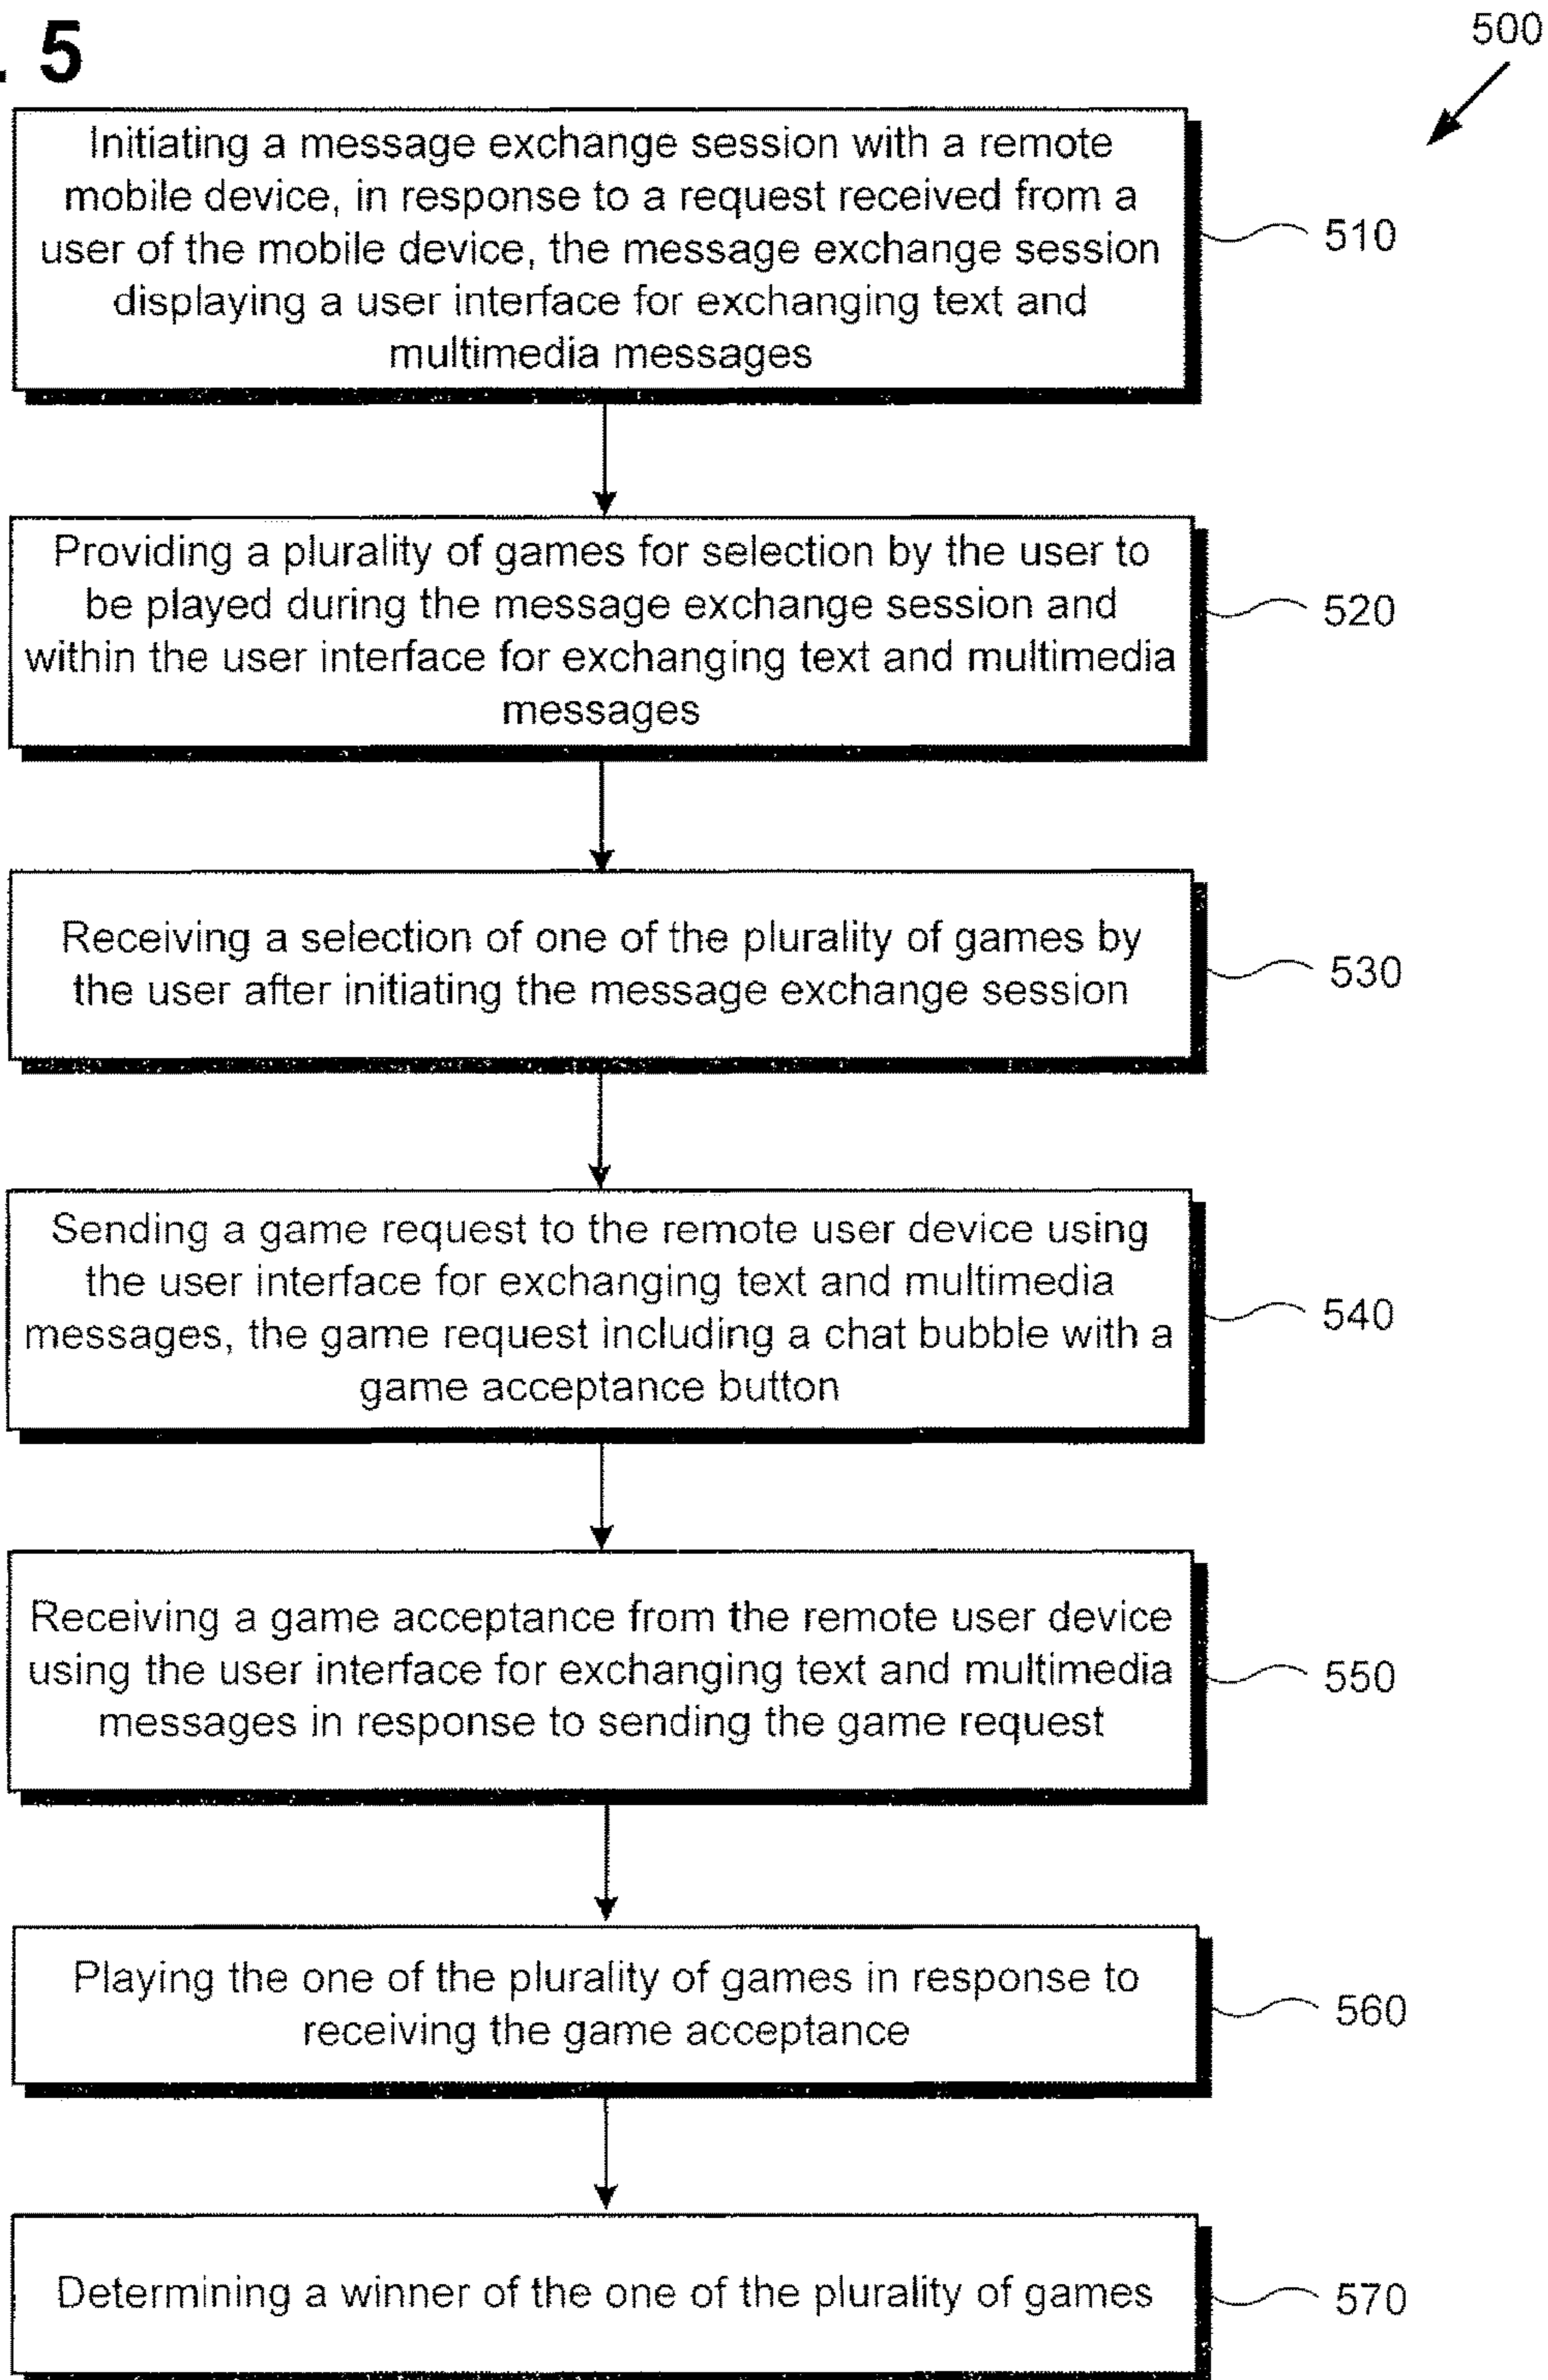 . 5
500
Initiating a message exchange session with a remote
mobile device, in response to a request received from a
user of the mobile device, the message exchange session
displaying a user interface for exchanging text and
multimedia messages
510
Providing a plurality of games for selection by the user to
be played during the message exchange session and
within the user interface for exchanging text and multimedia
messages
520
Receiving a selection of one of the plurality of games by
the user after initiating the message exchange session
530
Sending a game request to the remote user device using
the user interface for exchanging text and multimedia
messages, the game request including a chat bubble with a
game acceptance button
540
Receiving a game acceptance from the remote user device
using the user interface for exchanging text and multimedia
messages in response to sending the game request
550
Playing the one of the plurality of games in response to
receiving the game acceptance
560
Determining a winner of the one of the plurality of games
570